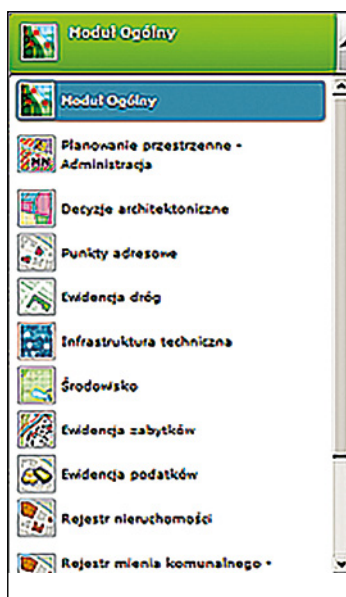 Moduł Ogólny
Moduł Ogólny
Planowanie przestrzenne -
Administracja
Decyzje architektoniczne
Punkty adresowe
Ewidencja dróg
Infrastruktura techniczna
Środowisko
Ewidencja zabytków
Ewidencja podatków
Rejestr nieruchomości
Rejestr mienia komunalnego -